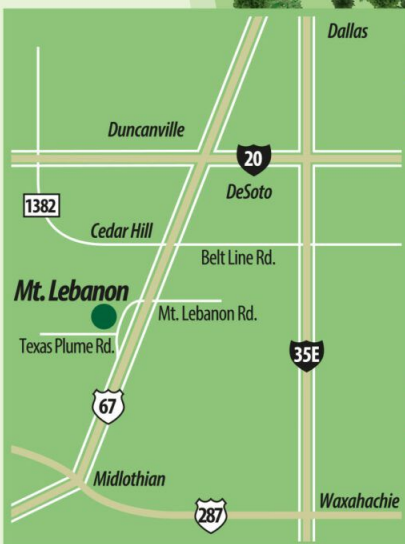 Dallas
Duncanville
20
DeSoto
1382
Cedar Hill
Belt Line Rd.
Mt. Lebanon
Mt. Lebanon Rd.
Texas Plume Rd.
35E
67
Midlothian
287
Waxahachie